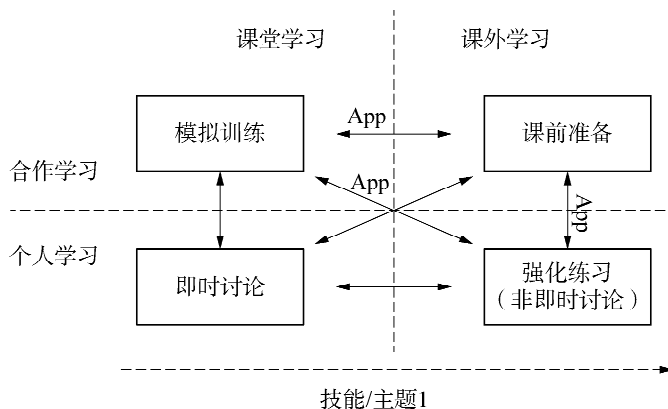 课堂学习
课外学习
模拟训练
App
课前准备
合作学习
App
App
个人学习
即时讨论
强化练习
（非即时讨论）
技能/主题1